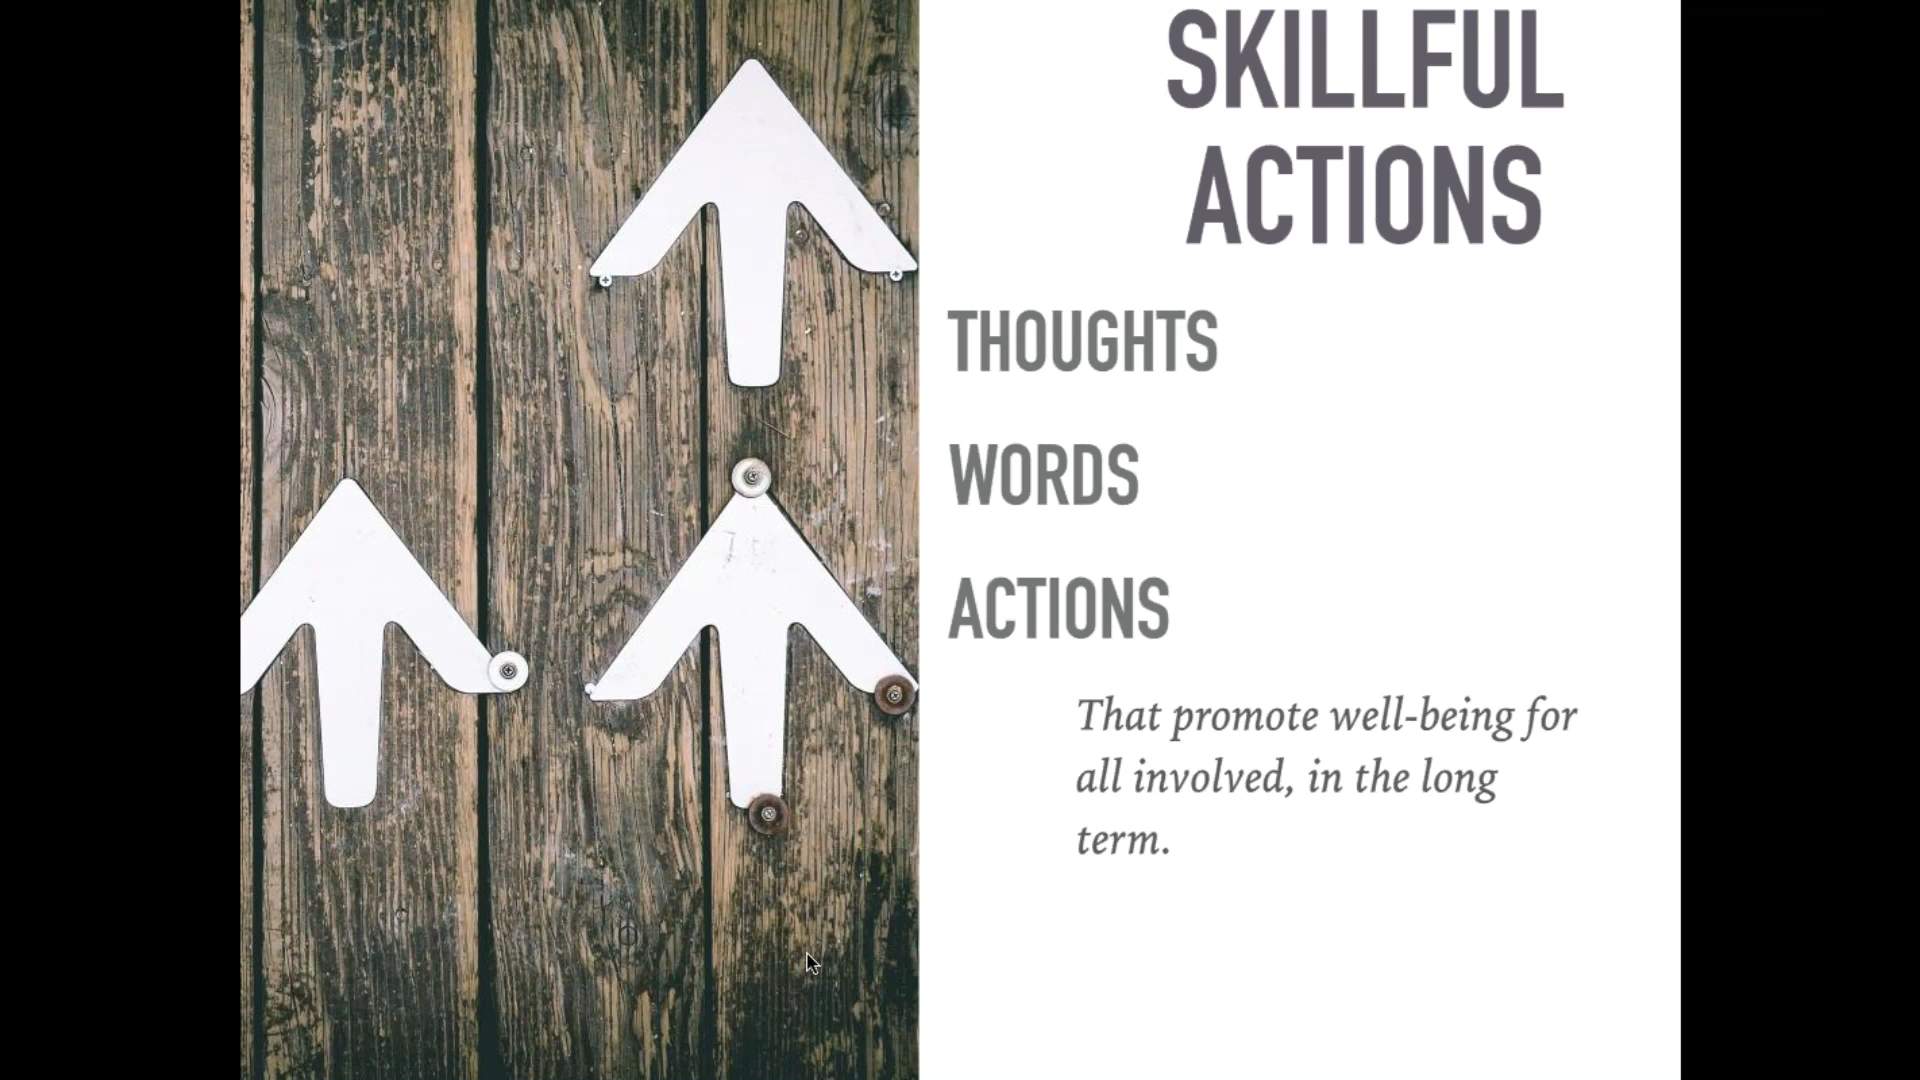 SKILLFUL
ACTIONS
THOUGHTS
WORDS
ACTIONS
That promote well-being for
all involved, in the long
term.